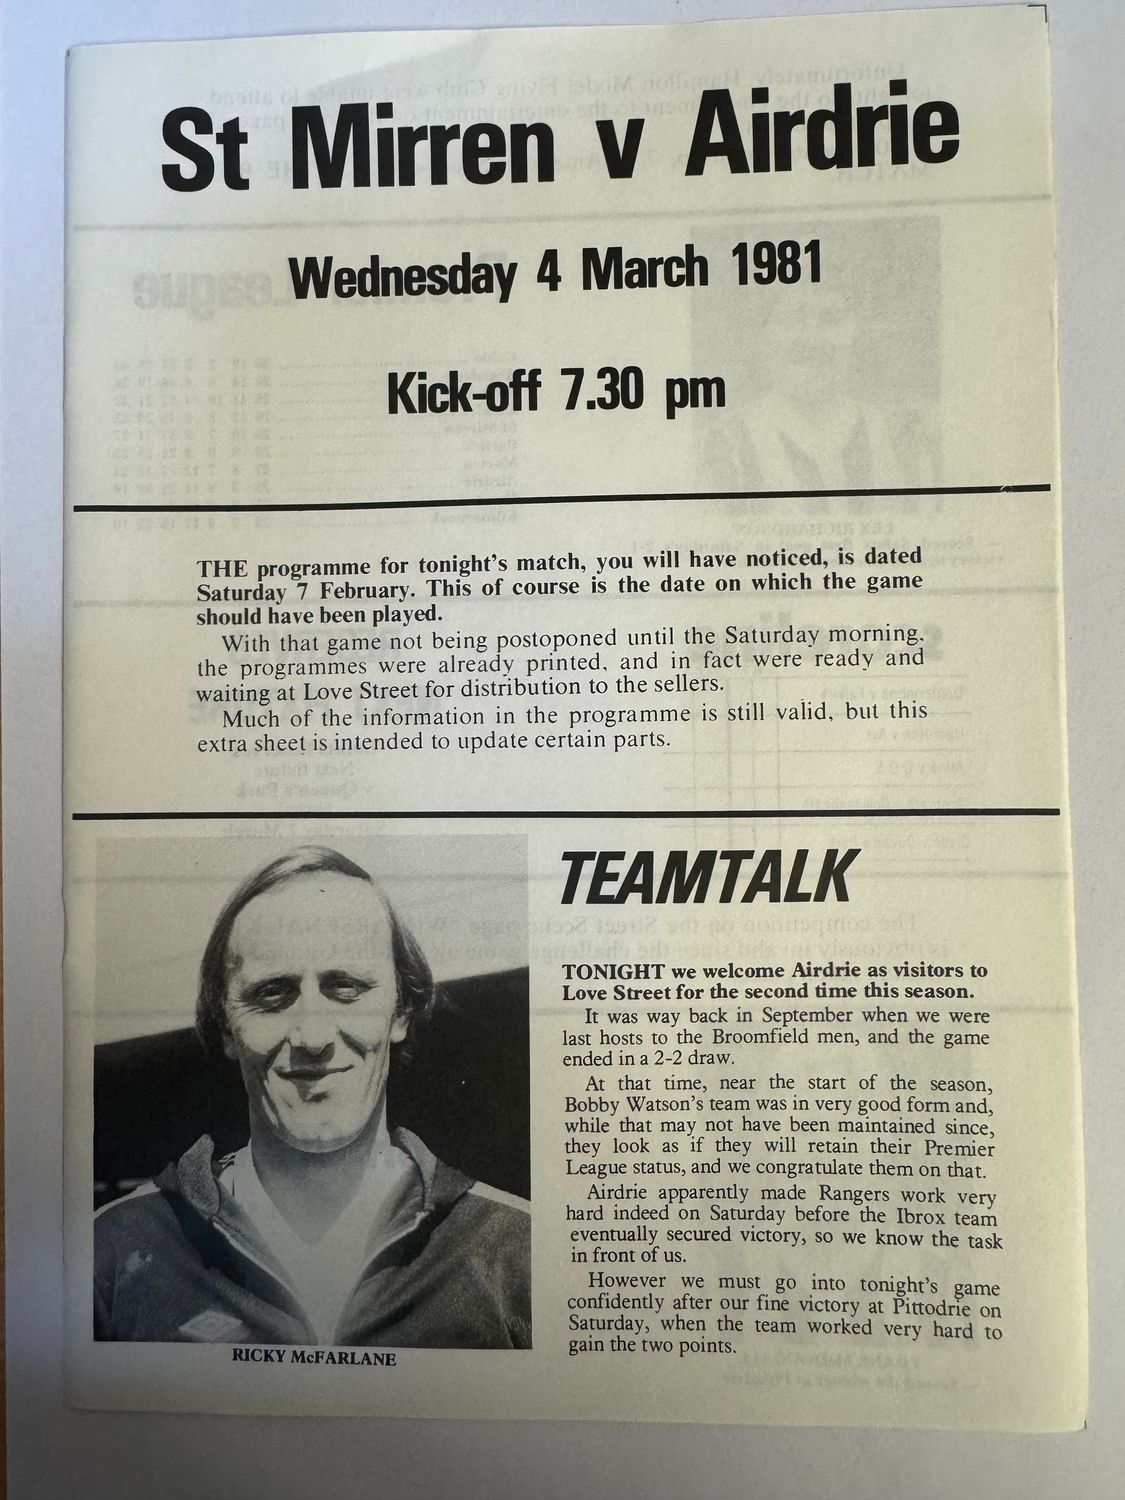 St Mirren v Airdrie
Wednesday 4 March 1981
Kick-off 7.30 pm
THE programme for tonight's match, you will have noticed, is dated
Saturday 7 February. This of course is the date on which the game
should have been played.
With that game not being postoponed until the Saturday morning,
the programmes were already printed, and in fact were ready and
waiting at Love Street for distribution to the sellers.
Much of the information in the programme is still valid, but this
extra sheet is intended to update certain parts.
TEAMTALK
TONIGHT we welcome Airdrie as visitors to
Love Street for the second time this season.
It was way back in September when we were
last hosts to the Broomfield men, and the game
ended in a 2-2 draw.
At that time, near the start of the season,
Bobby Watson's team was in very good form and,
while that may not have been maintained since,
they look as if they will retain their Premier
League status, and we congratulate them on that.
Airdrie apparently made Rangers work very
hard indeed on Saturday before the Ibrox team
eventually secured victory, so we know the task
in front of us.
However we must go into tonight's game
confidently after our fine victory at Pittodrie on
Saturday, when the team worked very hard to
gain the two points.
RICKY McFARLANE